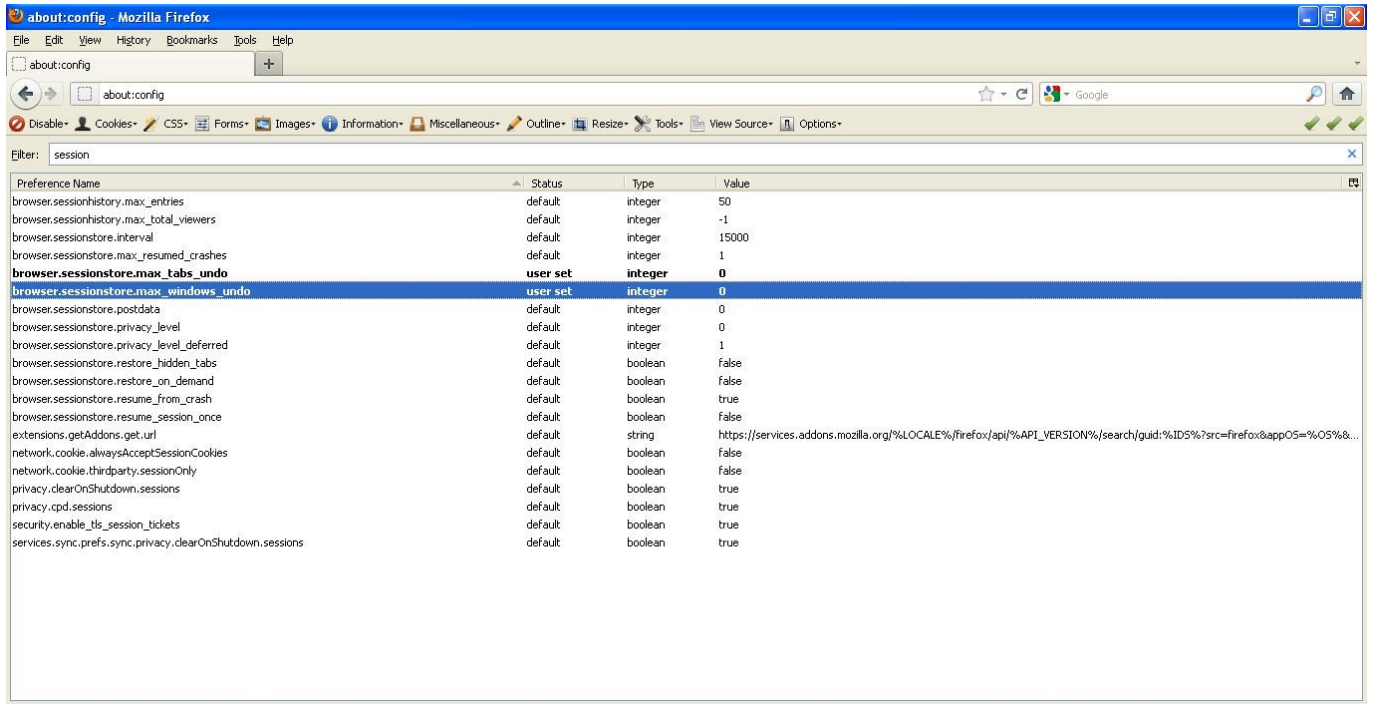 about:config - Mozilla Firefox
File Edit View History Bookmarks Tools Help
about:config +
about:config Google
Disable Cookies CSS Forms Images Information Miscellaneous Outline Resize Tools View Source Options
Filter: session
Preference Name Status Type Value
browser.sessionhistory.max_entries default integer 50
browser.sessionhistory.max_total_viewers default integer -1
browser.sessionstore.interval default integer 15000
browser.sessionstore.max_resumed_crashes default integer 1
browser.sessionstore.max_tabs_undo user set integer 0
browser.sessionstore.max_windows_undo user set integer 0
browser.sessionstore.postdata default integer 0
browser.sessionstore.privacy_level default integer 0
browser.sessionstore.privacy_level_deferred default integer 1
browser.sessionstore.restore_hidden_tabs default boolean false
browser.sessionstore.restore_on_demand default boolean false
browser.sessionstore.resume_from_crash default boolean true
browser.sessionstore.resume_session_once default boolean false
extensions.getAddons.get.url default string https://services.addons.mozilla.org/%LOCALE%/firefox/api/%API_VERSION%/search/guid:%IDS%?src=firefox&appOS=%OS%&...
network.cookie.alwaysAcceptSessionCookies default boolean false
network.cookie.thirdparty.sessionOnly default boolean false
privacy.clearOnShutdown.sessions default boolean true
privacy.cpd.sessions default boolean true
security.enable_tls_session_tickets default boolean true
services.sync.prefs.sync.privacy.clearOnShutdown.sessions default boolean true